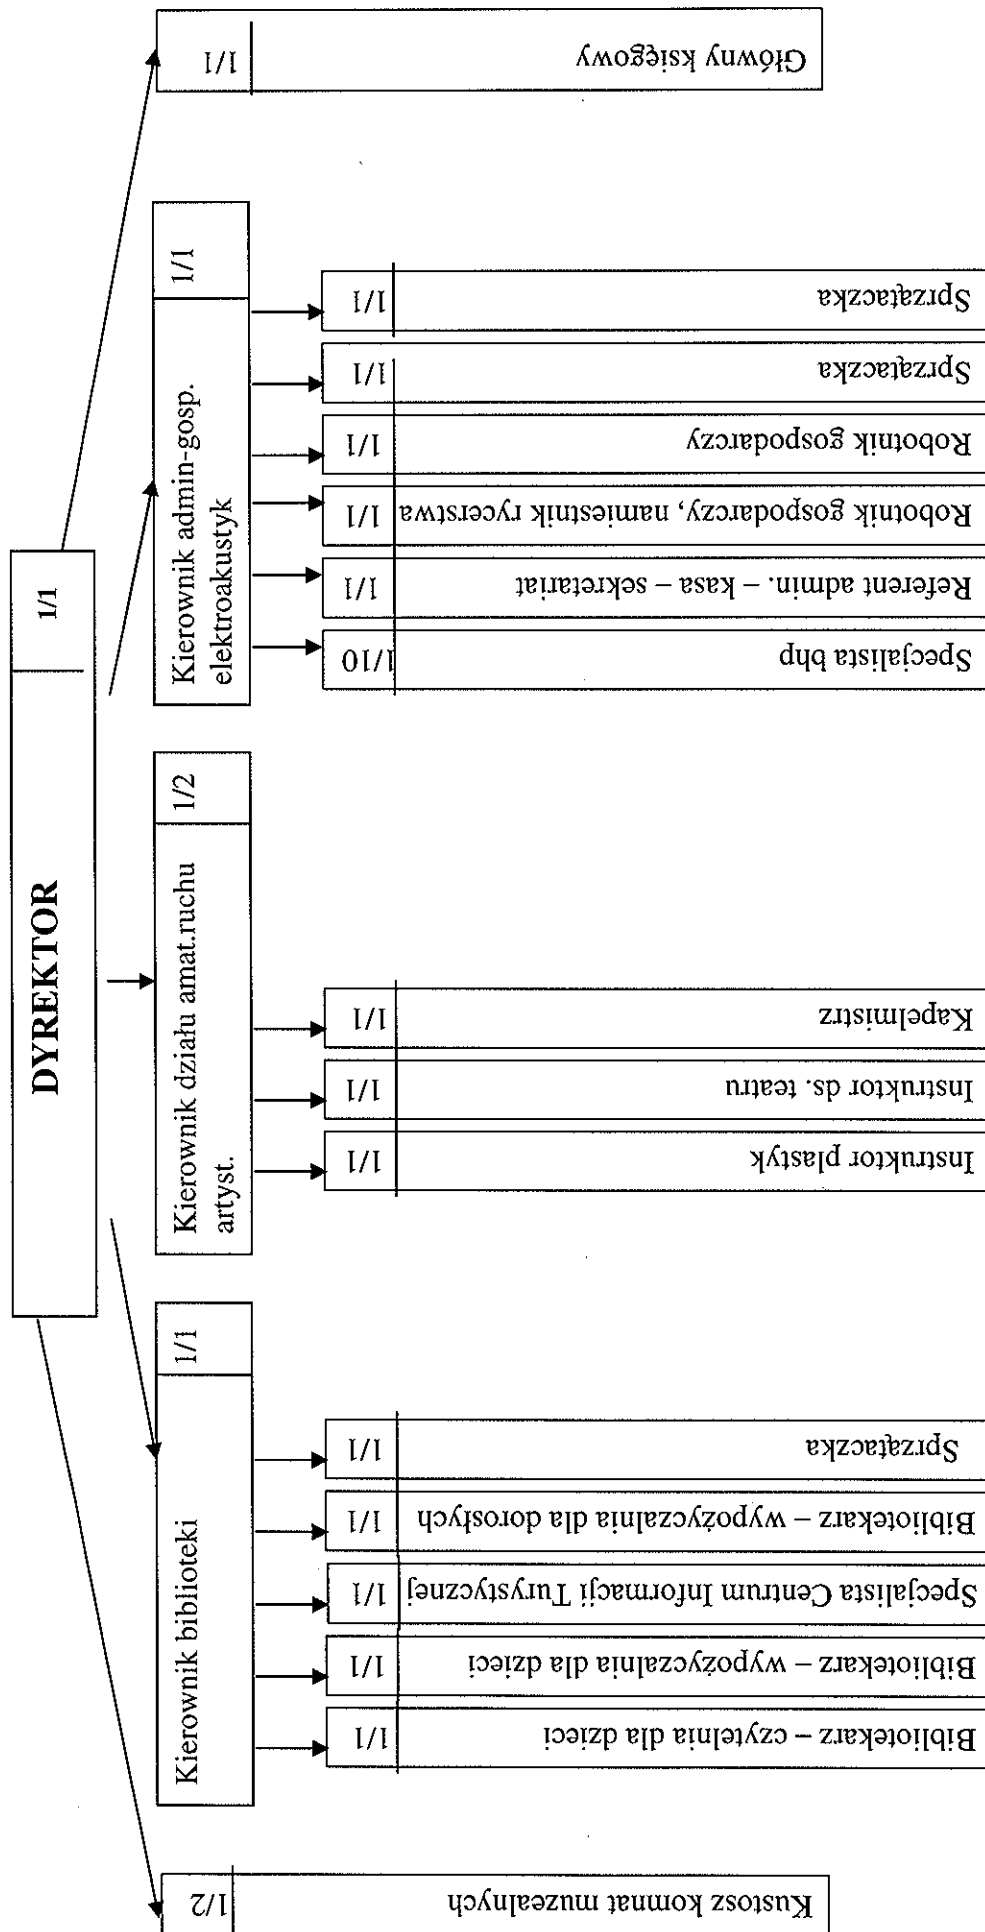 DYREKTOR 1/1
Kustosz komnat muzealnych 1/2
Kierownik biblioteki 1/1
Bibliotekarz – czytelnia dla dzieci 1/1
Bibliotekarz – wypożyczalnia dla dzieci 1/1
Specjalista Centrum Informacji Turystycznej 1/1
Bibliotekarz – wypożyczalnia dla dorosłych 1/1
Sprzątaczka 1/1
Kierownik działu amat.ruchu 1/2
artyst.
Instruktor plastyk 1/1
Instruktor ds. teatru 1/1
Kapelmistrz 1/1
Kierownik admin-gosp. 1/1
elektroakustyk
Specjalista bhp 1/10
Referent admin. – kasa – sekretariat 1/1
Robotnik gospodarczy, namiestnik rycerstwa 1/1
Robotnik gospodarczy 1/1
Sprzątaczka 1/1
Sprzątaczka 1/1
Główny księgowy 1/1